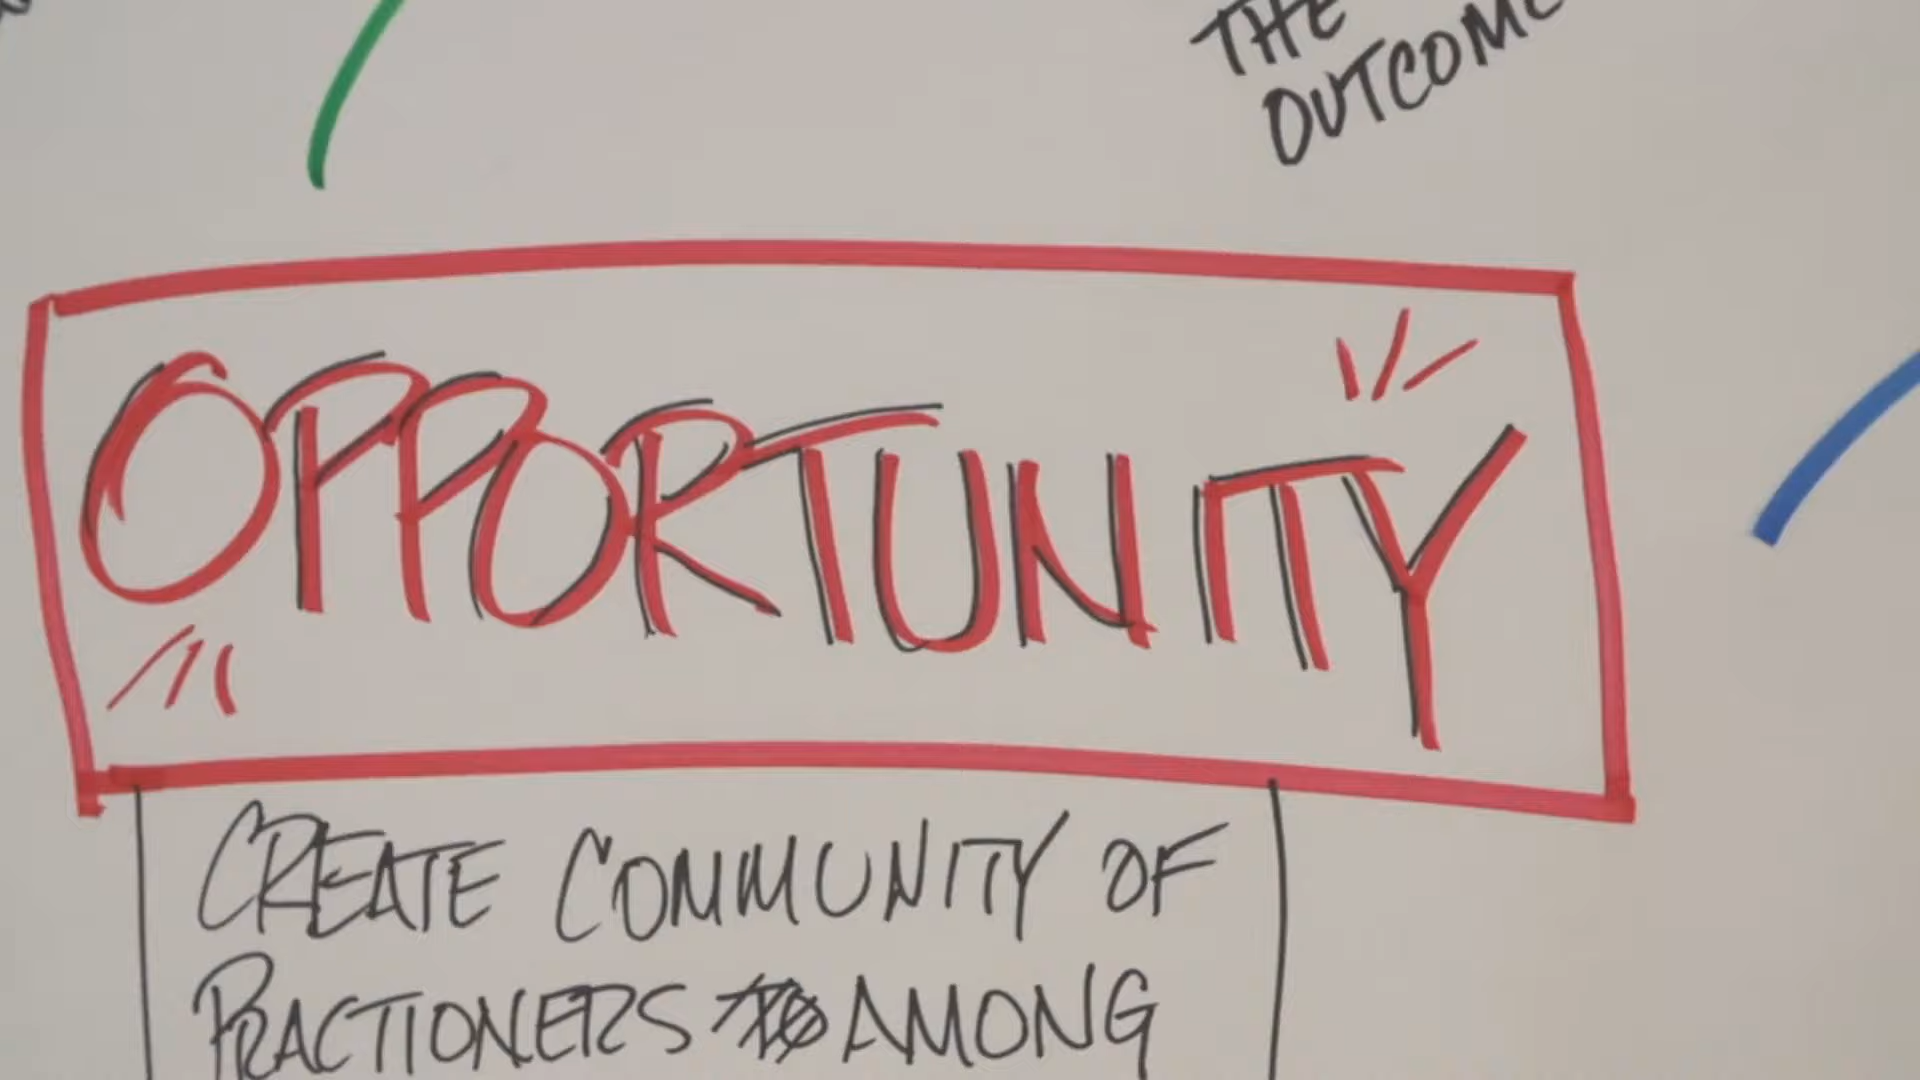 THE
OUTCOME
OPPORTUNITY
CREATE COMMUNITY OF
PRACTIONERS AMONG